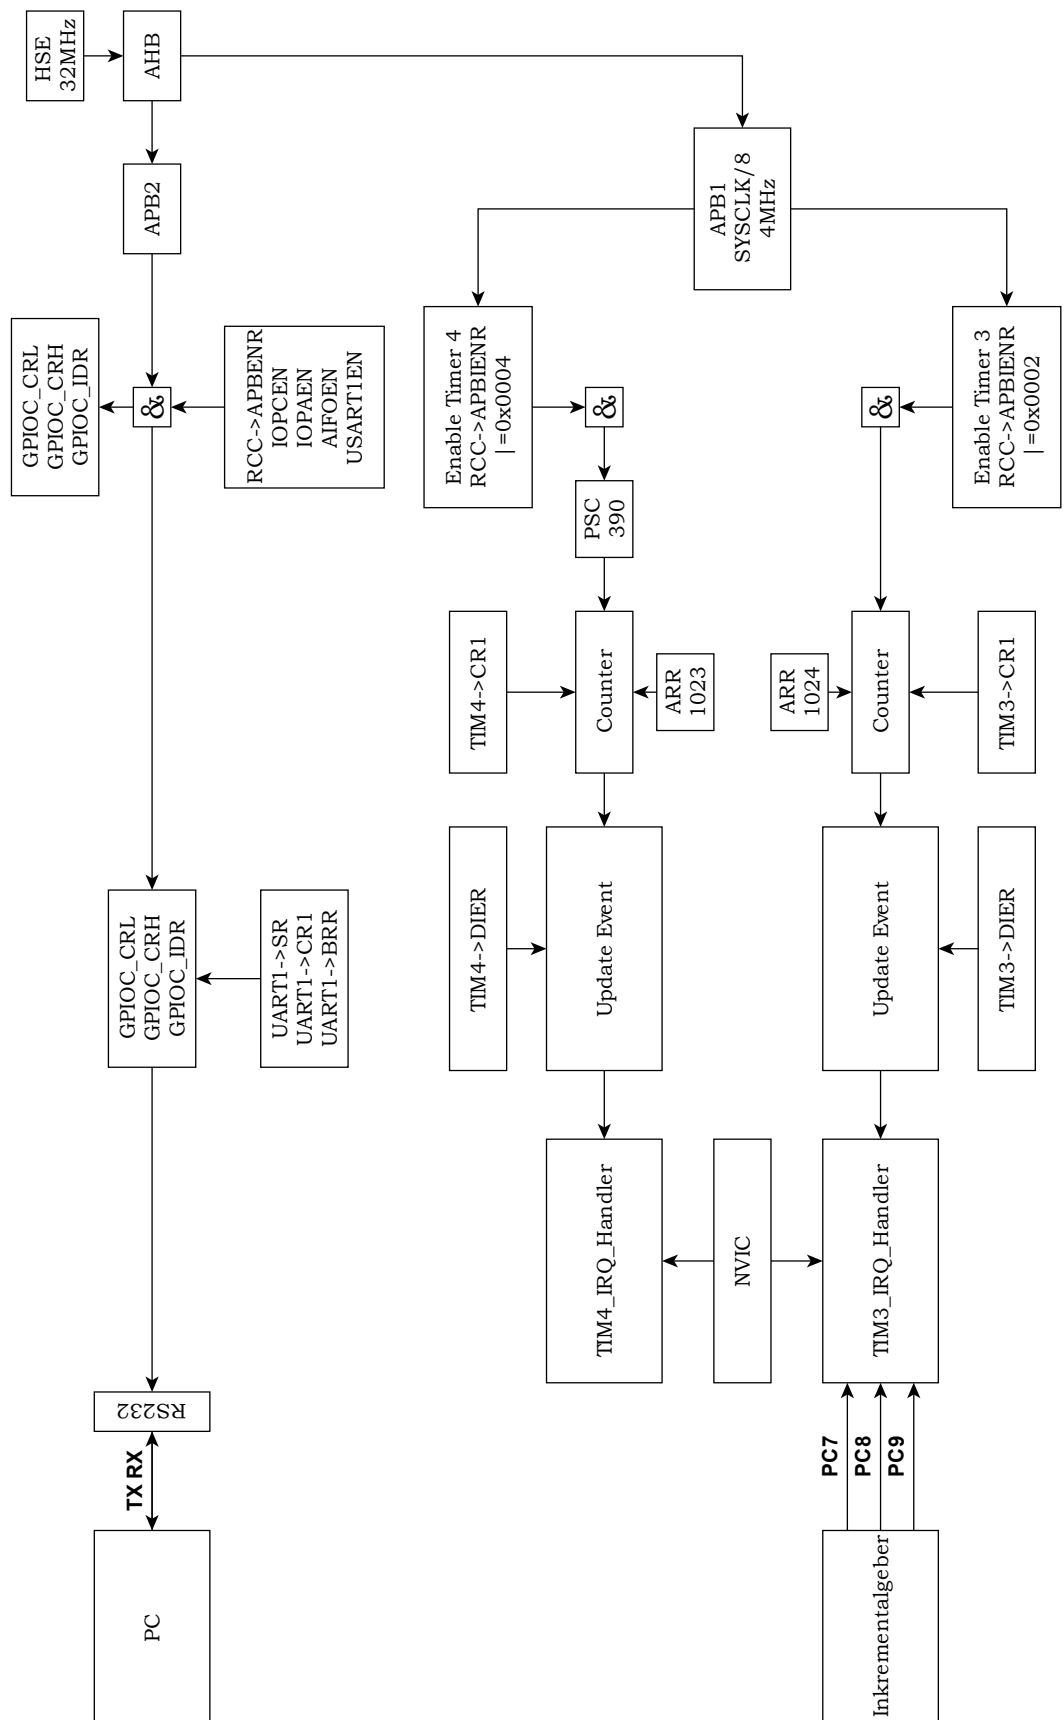 HSE
32MHz
AHB
APB2
APB1
SYSCLK/8
4MHz
GPIOC_CRL
GPIOC_CRH
GPIOC_IDR
&
RCC->APBENR
IOPCEN
IOPAEN
AIFOEN
USART1EN
Enable Timer 4
RCC->APBIENR
|=0x0004
&
&
Enable Timer 3
RCC->APBIENR
|=0x0002
PSC
390
TIM4->CR1
Counter
ARR
1023
ARR
1024
Counter
TIM3->CR1
GPIOC_CRL
GPIOC_CRH
GPIOC_IDR
UART1->SR
UART1->CR1
UART1->BRR
TIM4->DIER
Update Event
Update Event
TIM3->DIER
TIM4_IRQ_Handler
NVIC
TIM3_IRQ_Handler
RS232
TX RX
PC
PC7
PC8
PC9
Inkrementalgeber